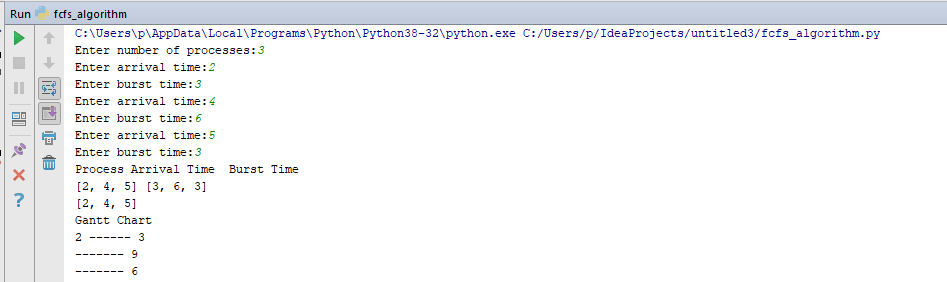 Run fcfs_algorithm
C:\Users\p\AppData\Local\Programs\Python\Python38-32\python.exe C:/Users/p/IdeaProjects/untitled3/fcfs_algorithm.py
Enter number of processes:3
Enter arrival time:2
Enter burst time:3
Enter arrival time:4
Enter burst time:6
Enter arrival time:5
Enter burst time:3
Process Arrival Time  Burst Time
[2, 4, 5] [3, 6, 3]
[2, 4, 5]
Gantt Chart
2 ------ 3
------- 9
------- 6